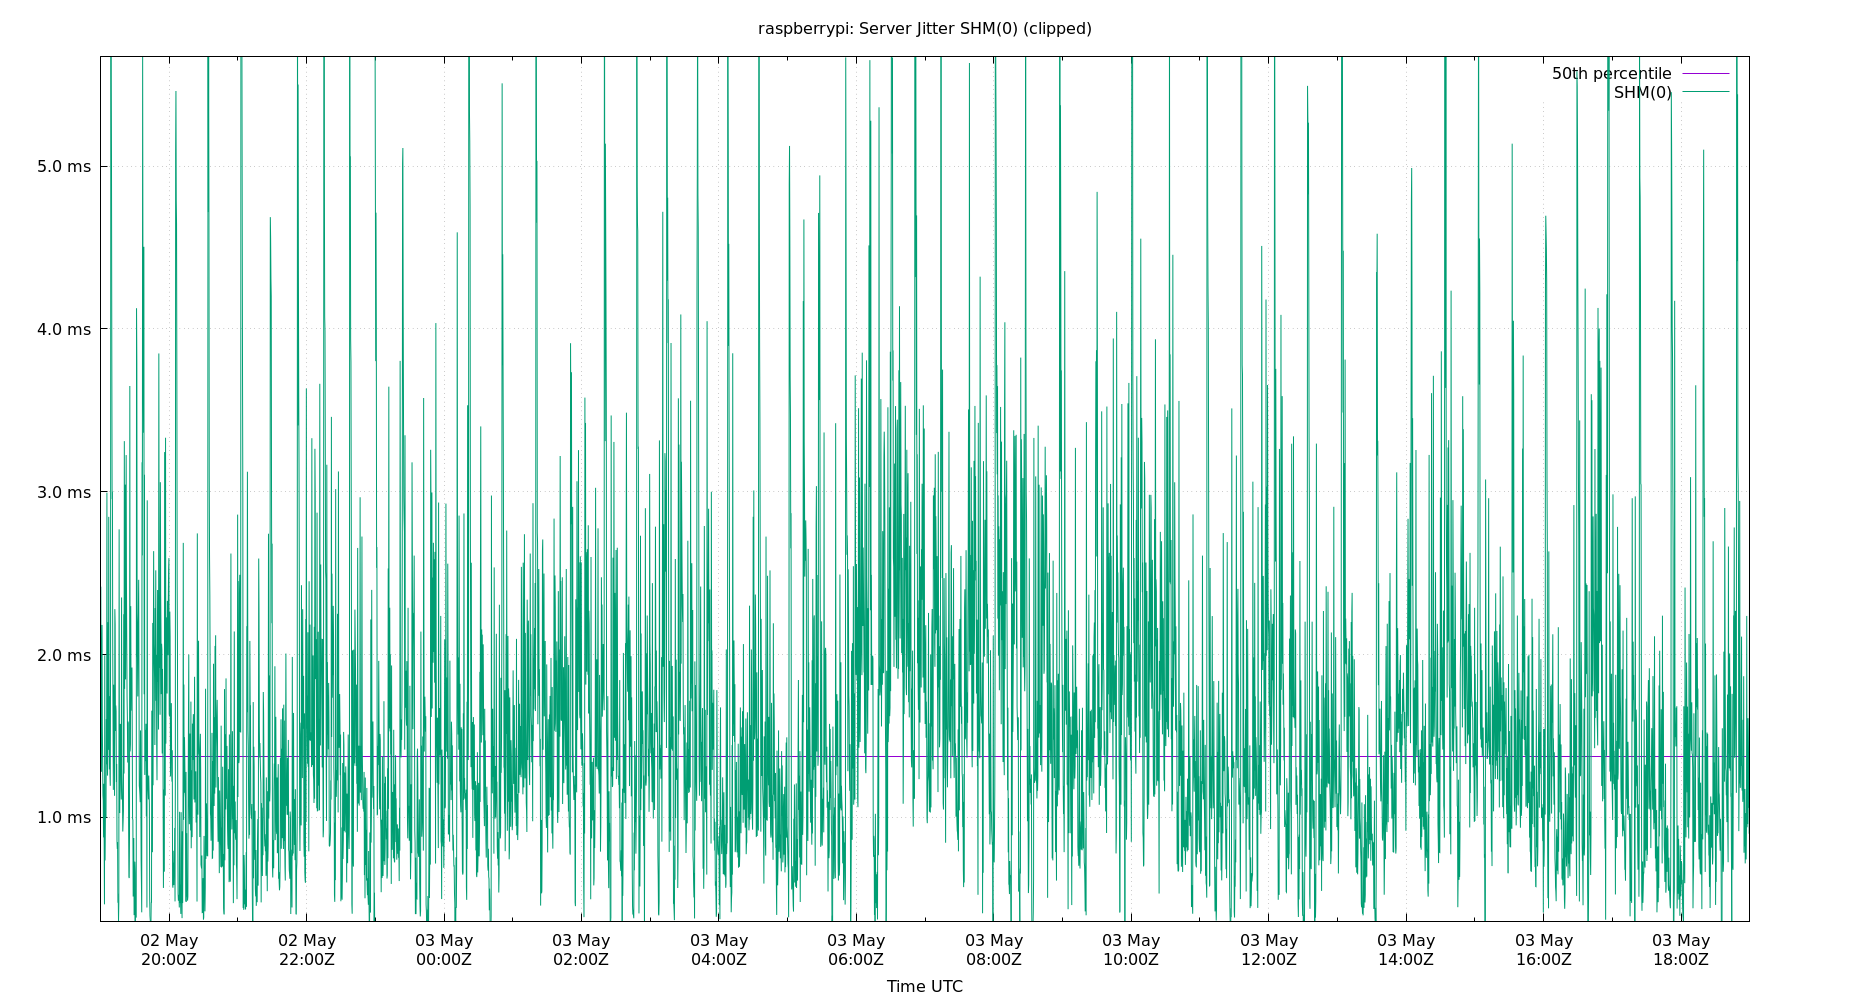 raspberrypi: Server Jitter SHM(0) (clipped)
50th percentile
SHM(0)
5.0 ms
4.0 ms
3.0 ms
2.0 ms
1.0 ms
02 May 02 May 03 May 03 May 03 May 03 May 03 May 03 May 03 May 03 May 03 May 03 May
20:00Z 22:00Z 00:00Z 02:00Z 04:00Z 06:00Z 08:00Z 10:00Z 12:00Z 14:00Z 16:00Z 18:00Z
Time UTC